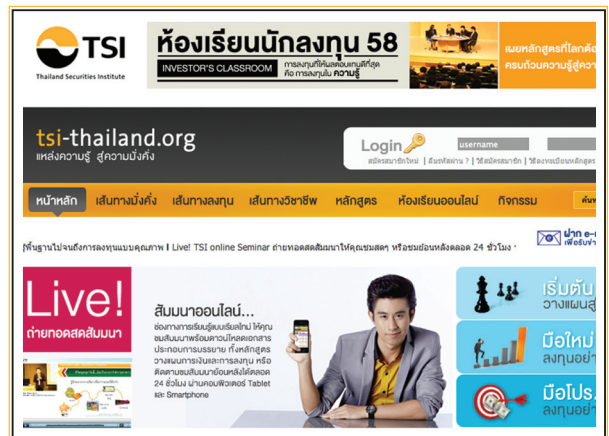 TSI
Thailand Securities Institute
ห้องเรียนนักลงทุน 58
INVESTOR'S CLASSROOM
การลงทุนที่ให้ผลตอบแทนดีที่สุด
คือ การลงทุนใน ความรู้
เผยหลักสูตรที่โลกต้อ
ครบถ้วนความรู้สู่ความ
tsi-thailand.org
แหล่งความรู้ สู่ความมั่งคั่ง
Login
username
สมัครสมาชิกใหม่ | ลืมรหัสผ่าน ? | วิธีสมัครสมาชิก | วิธีลงทะเบียนหลักสูตร
หน้าหลัก เส้นทางมั่งคั่ง เส้นทางลงทุน เส้นทางวิชาชีพ หลักสูตร ห้องเรียนออนไลน์ กิจกรรม ค้นห
ฝาก e-
เพื่อรับข่า
พื้นฐานไปจนถึงการลงทุนแบบคุณภาพ | Live! TSI online Seminar ถ่ายทอดสดสัมมนาให้คุณชมสดๆ หรือชมย้อนหลังตลอด 24 ชั่วโมง
Live!
ถ่ายทอดสดสัมมนา
สัมมนาออนไลน์...
ช่องทางการเรียนรู้แบบเรียลไทม์ ให้คุณ
ชมสัมมนาพร้อมดาวน์โหลดเอกสาร
ประกอบการบรรยาย ทั้งหลักสูตร
วางแผนการเงินและการลงทุน หรือ
ติดตามชมสัมมนาย้อนหลังได้ตลอด
24 ชั่วโมง ผ่านคอมพิวเตอร์ Tablet
และ Smartphone
เริ่มต้น
วางแผนสู่
มือใหม่
ลงทุนอย่า
มือโปร.
ลงทุนอย่า